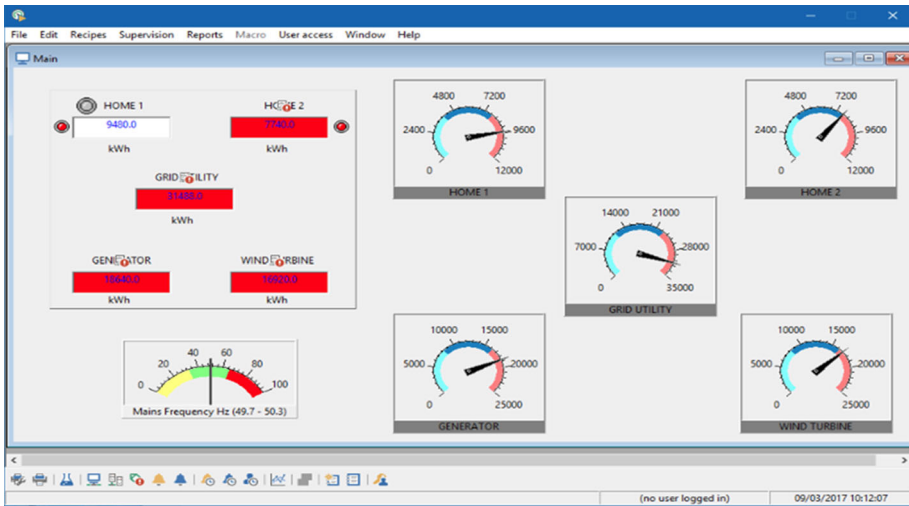 File Edit Recipes Supervision Reports Macro User access Window Help
Main
HOME 1
9480.0
kWh
7740.0
kWh
31488.0
kWh
18640.0
kWh
16920.0
kWh
0 20 40 60 80 100
Mains Frequency Hz (49.7 - 50.3)
0 2400 4800 7200 9600 12000
HOME 1
0 2400 4800 7200 9600 12000
HOME 2
0 7000 14000 21000 28000 35000
GRID UTILITY
0 5000 10000 15000 20000 25000
GENERATOR
0 5000 10000 15000 20000 25000
WIND TURBINE
(no user logged in) 09/03/2017 10:12:07